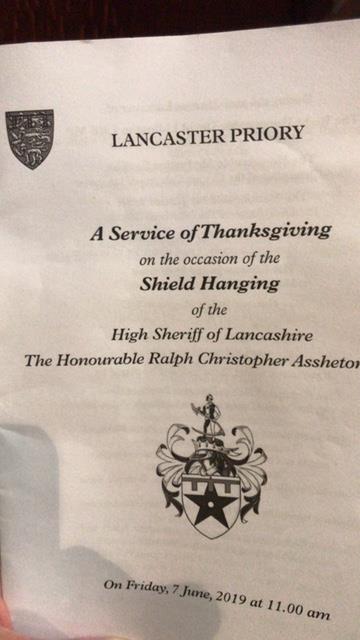 LANCASTER PRIORY
A Service of Thanksgiving
on the occasion of the
Shield Hanging
of the
High Sheriff of Lancashire
The Honourable Ralph Christopher Assheton
On Friday, 7 June, 2019 at 11.00 am